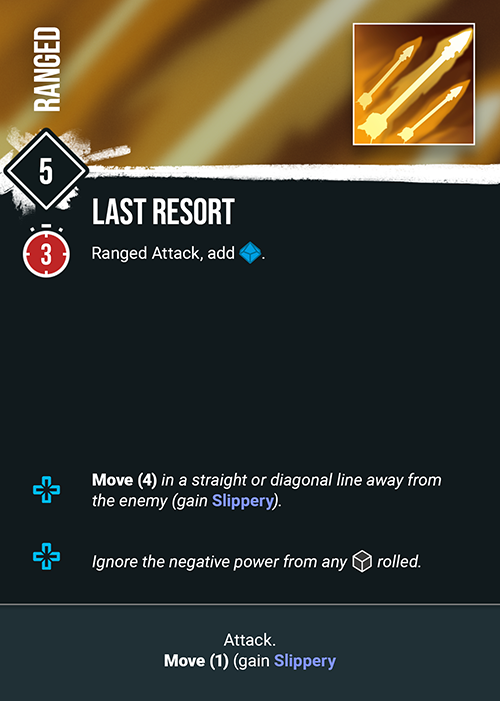 RANGED
5
LAST RESORT
3
Ranged Attack, add .
Move (4) in a straight or diagonal line away from
the enemy (gain Slippery).
Ignore the negative power from any rolled.
Attack.
Move (1) (gain Slippery